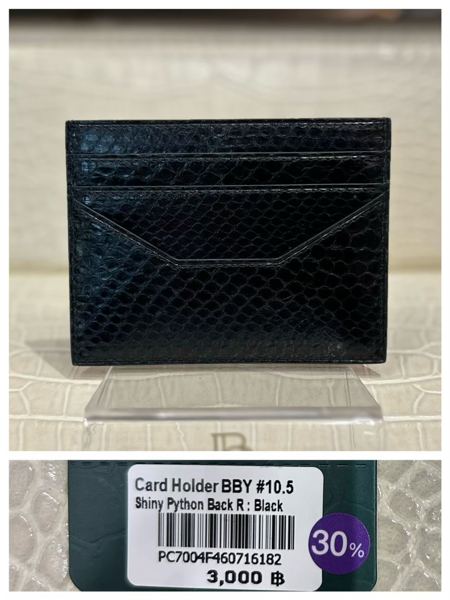 Card Holder BBY #10.5
Shiny Python Back R : Black
PC7004F460716182
3,000 ฿
30%